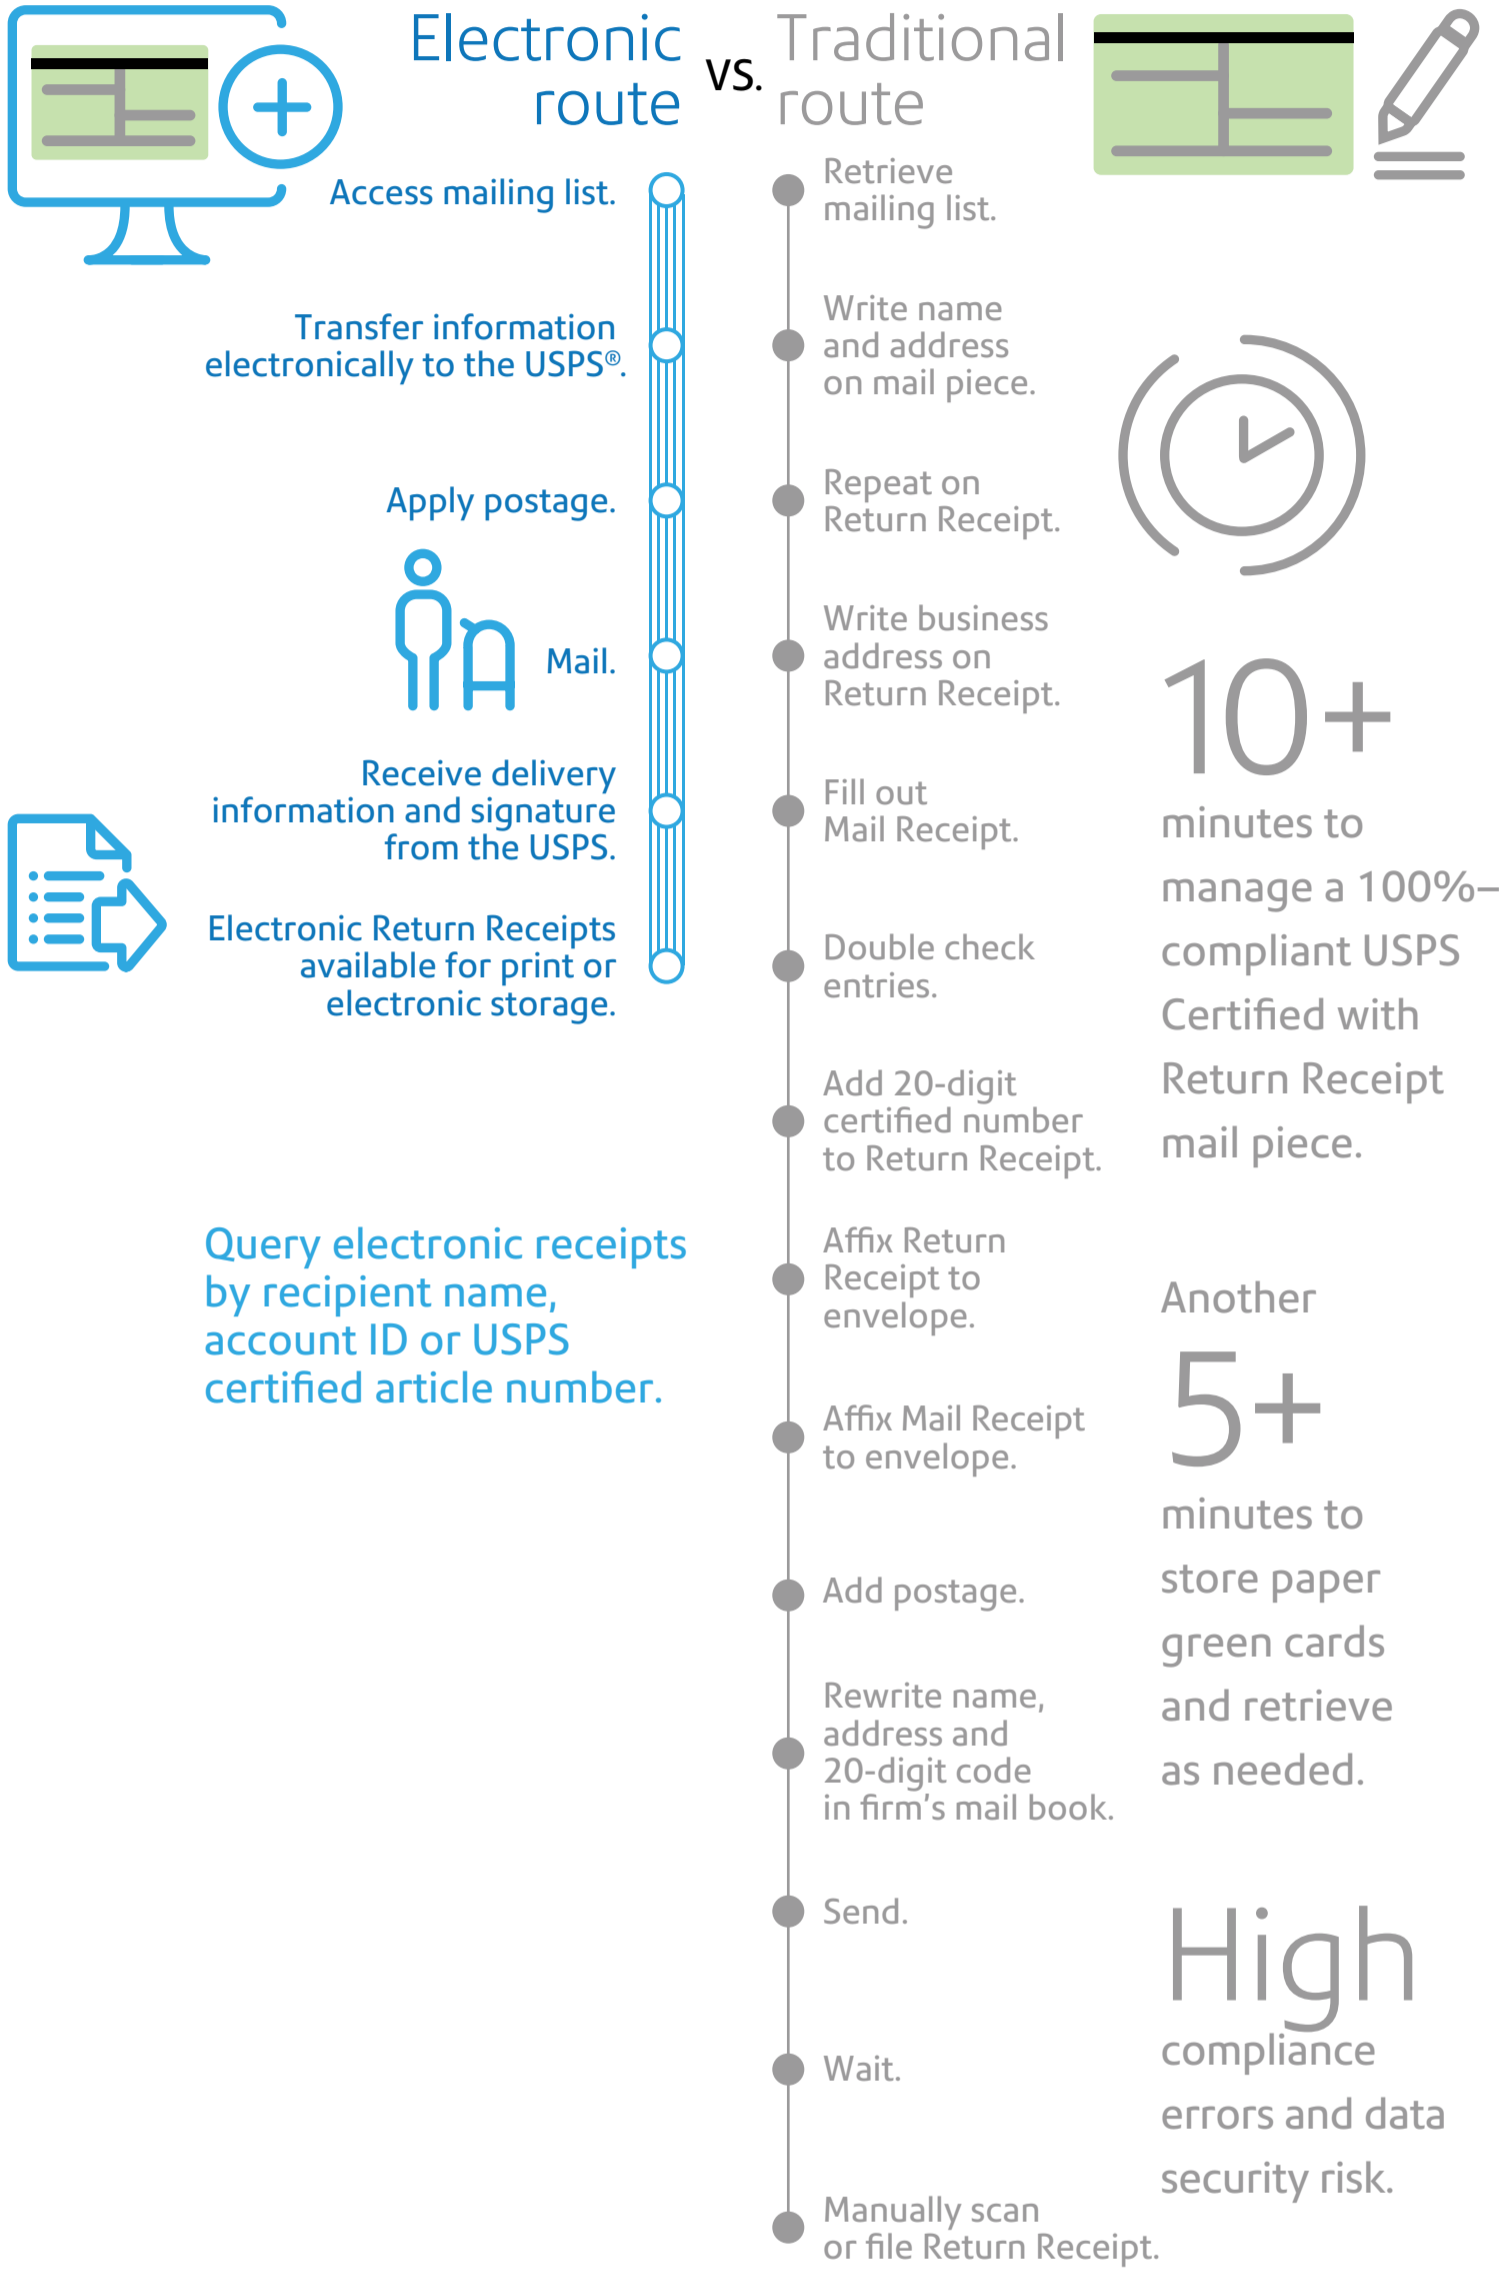 Electronic
route
vs.
Traditional
route
Access mailing list.
Transfer information
electronically to the USPS®.
Apply postage.
Mail.
Receive delivery
information and signature
from the USPS.
Electronic Return Receipts
available for print or
electronic storage.
Query electronic receipts
by recipient name,
account ID or USPS
certified article number.
Retrieve
mailing list.
Write name
and address
on mail piece.
Repeat on
Return Receipt.
Write business
address on
Return Receipt.
Fill out
Mail Receipt.
Double check
entries.
Add 20-digit
certified number
to Return Receipt.
Affix Return
Receipt to
envelope.
Affix Mail Receipt
to envelope.
Add postage.
Rewrite name,
address and
20-digit code
in firm's mail book.
Send.
Wait.
Manually scan
or file Return Receipt.
10+
minutes to
manage a 100%–
compliant USPS
Certified with
Return Receipt
mail piece.
Another
5+
minutes to
store paper
green cards
and retrieve
as needed.
High
compliance
errors and data
security risk.